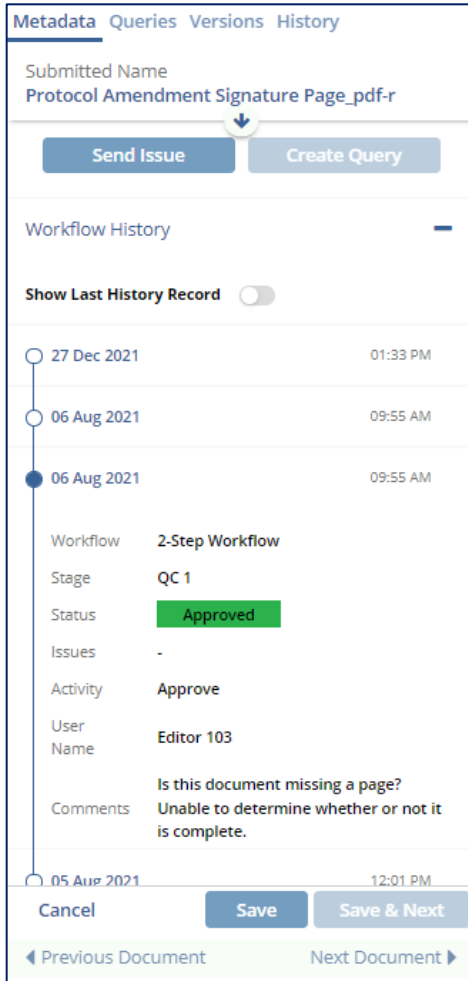 Metadata Queries Versions History
Submitted Name
Protocol Amendment Signature Page_pdf-r
Send Issue Create Query
Workflow History
Show Last History Record
27 Dec 2021 01:33 PM
06 Aug 2021 09:55 AM
06 Aug 2021 09:55 AM
Workflow 2-Step Workflow
Stage QC 1
Status Approved
Issues -
Activity Approve
User
Name Editor 103
Is this document missing a page?
Comments Unable to determine whether or not it
is complete.
05 Aug 2021 12:01 PM
Cancel Save Save & Next
Previous Document Next Document